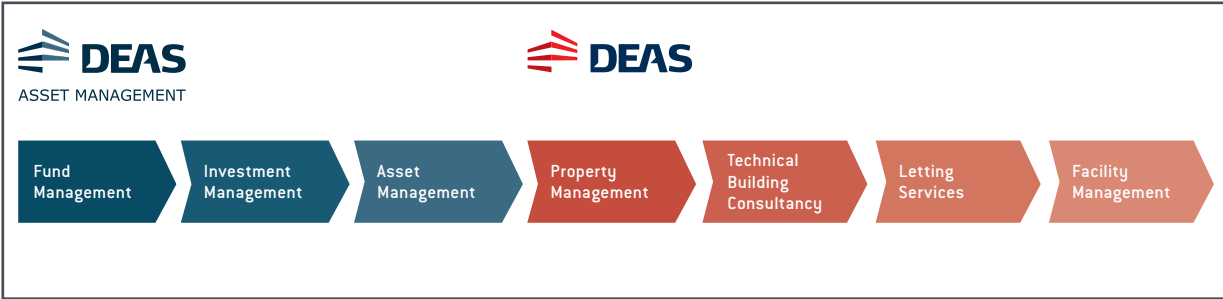 DEAS
ASSET MANAGEMENT
DEAS
Fund
Management
Investment
Management
Asset
Management
Property
Management
Technical
Building
Consultancy
Letting
Services
Facility
Management